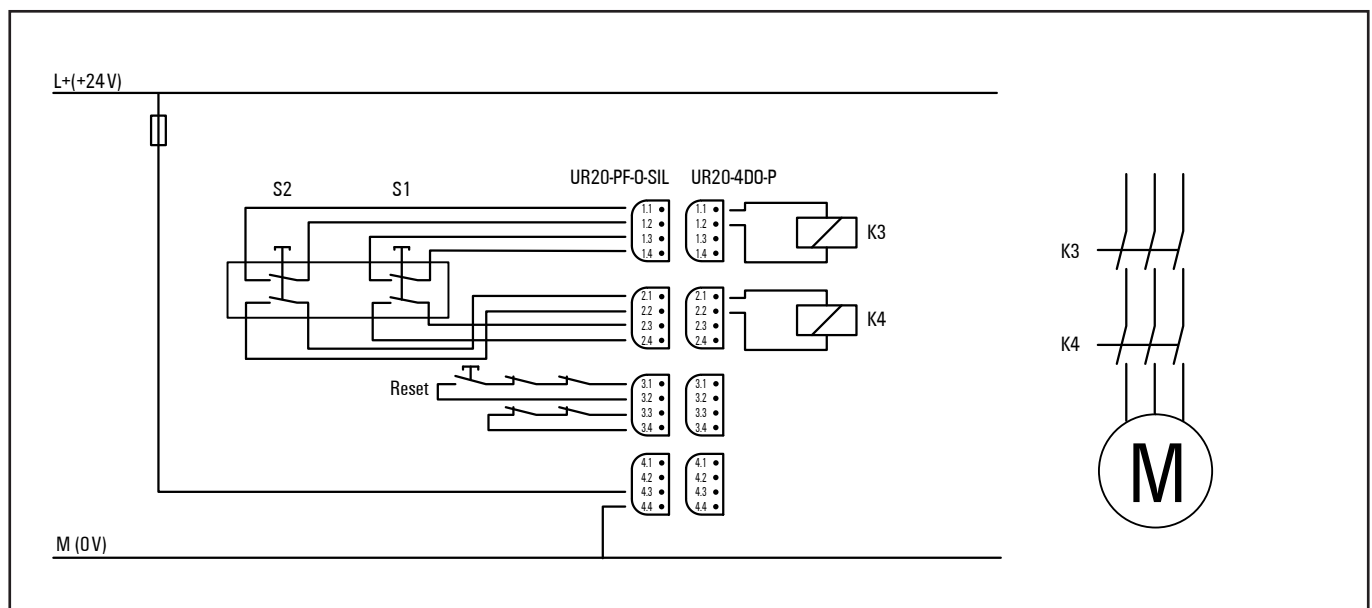 L+(+24 V)
UR20-PF-O-SIL UR20-4DO-P
S2 S1
1.1 1.1
1.2 1.2
1.3 1.3
1.4 1.4
K3
K3
2.1 2.1
2.2 2.2
2.3 2.3
2.4 2.4
K4
K4
Reset
3.1 3.1
3.2 3.2
3.3 3.3
3.4 3.4
4.1 4.1
4.2 4.2
4.3 4.3
4.4 4.4
M
M (0 V)